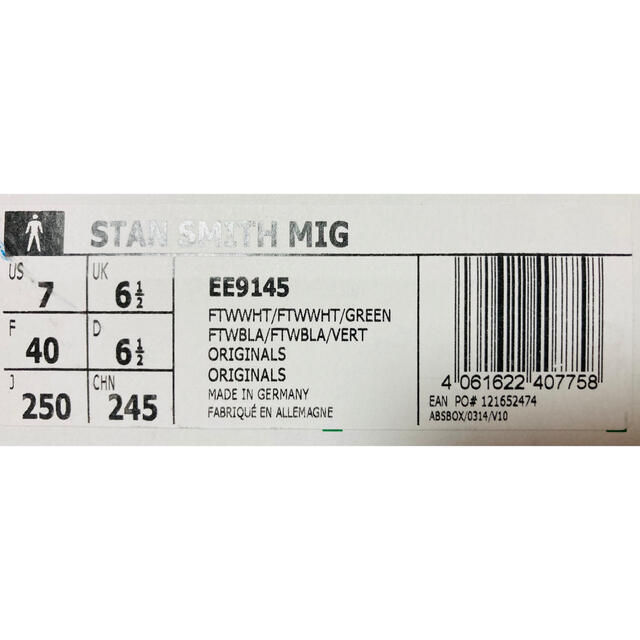 STAN SMITH MIG
US 7 UK 6½
F 40 D 6½
J 250 CHN 245
EE9145
FTWWHT/FTWWHT/GREEN
FTWBLA/FTWBLA/VERT
ORIGINALS
ORIGINALS
MADE IN GERMANY
FABRIQUÉ EN ALLEMAGNE
4 061622 407758
EAN PO# 121652474
ABSBOX/0314/V10